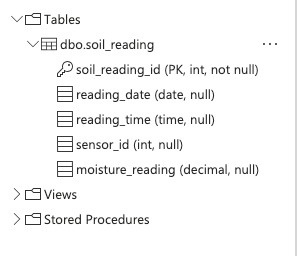 Tables
dbo.soil_reading ...
soil_reading_id (PK, int, not null)
reading_date (date, null)
reading_time (time, null)
sensor_id (int, null)
moisture_reading (decimal, null)
Views
Stored Procedures